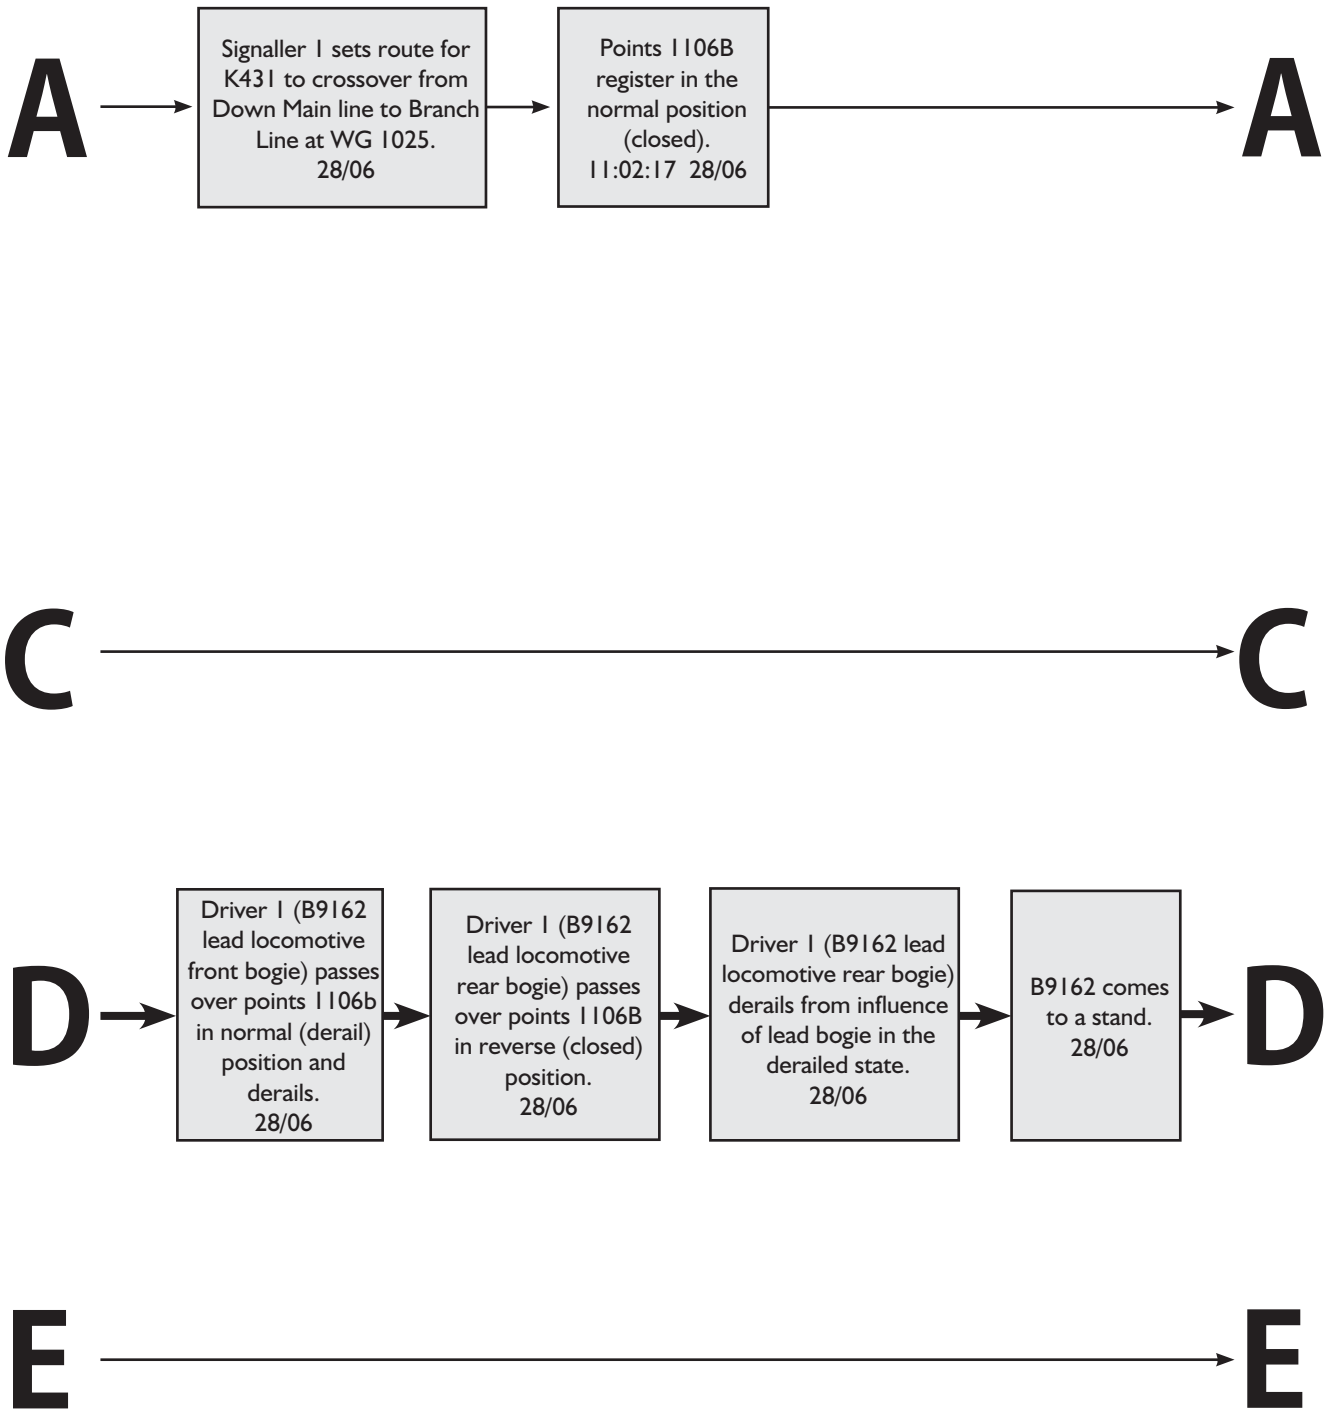 A
Signaller 1 sets route for
K431 to crossover from
Down Main line to Branch
Line at WG 1025.
28/06
Points 1106B
register in the
normal position
(closed).
11:02:17 28/06
A
C
C
D
Driver 1 (B9162
lead locomotive
front bogie) passes
over points 1106b
in normal (derail)
position and
derails.
28/06
Driver 1 (B9162
lead locomotive
rear bogie) passes
over points 1106B
in reverse (closed)
position.
28/06
Driver 1 (B9162 lead
locomotive rear bogie)
derails from influence
of lead bogie in the
derailed state.
28/06
B9162 comes
to a stand.
28/06
D
E
E